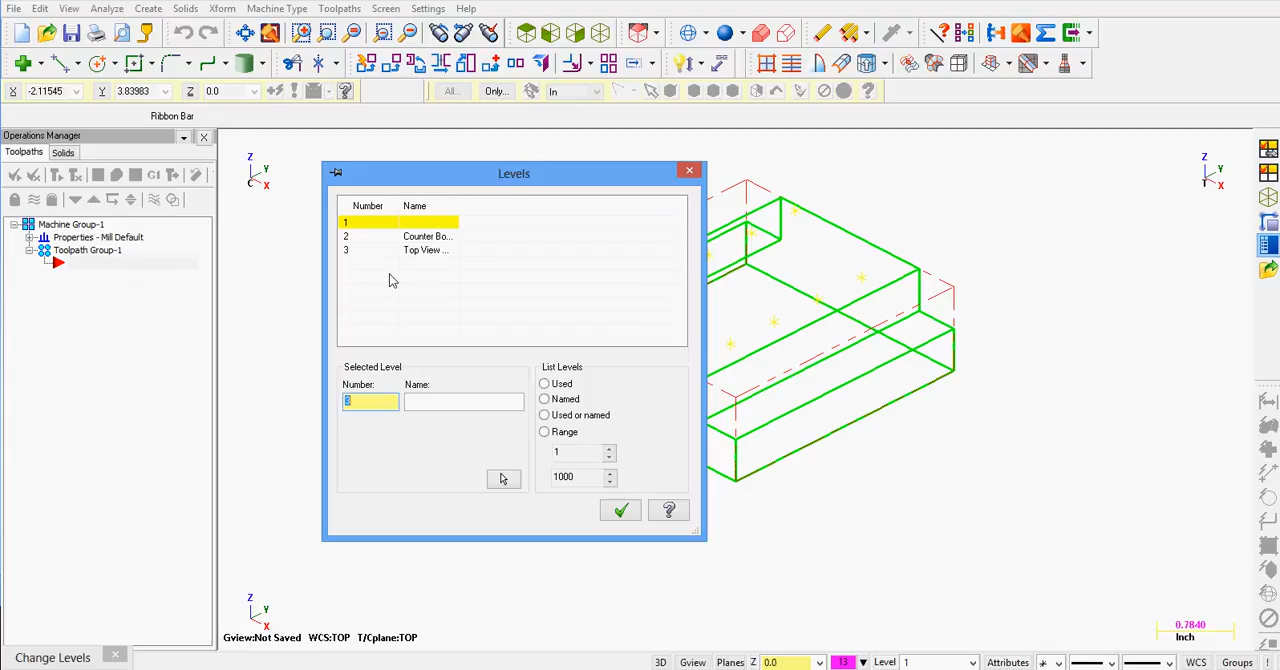 File Edit View Analyze Create Solids Xform Machine Type Toolpaths Screen Settings Help
X -2.11545 Y 3.83983 Z 0.0 All... Only... In
Ribbon Bar
Operations Manager
Toolpaths Solids
G1
Machine Group-1
Properties - Mill Default
Toolpath Group-1
Z
Y
X
C
Levels
Number Name
1
2 Counter Bo...
3 Top View ...
Selected Level
Number: Name:
3
List Levels
Used
Named
Used or named
Range
1
1000
Z
Y
X
T
Z
Y
X
Gview:Not Saved WCS:TOP T/Cplane:TOP
0.7840
Inch
Change Levels
3D Gview Planes Z 0.0 13 Level 1 Attributes WCS Groups